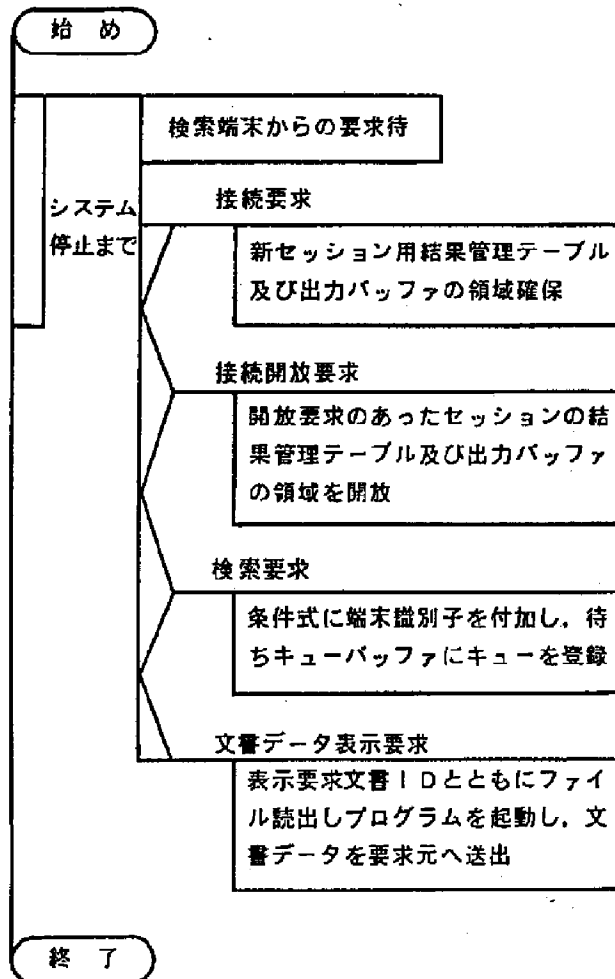 始 め
検索端末からの要求待
システム
停止まで
接続要求
新セッション用結果管理テーブル
及び出力バッファの領域確保
接続開放要求
開放要求のあったセッションの結
果管理テーブル及び出力バッファ
の領域を開放
検索要求
条件式に端末識別子を付加し，待
ちキューバッファにキューを登録
文書データ表示要求
表示要求文書IDとともにファイ
ル読出しプログラムを起動し，文
書データを要求元へ送出
終 了